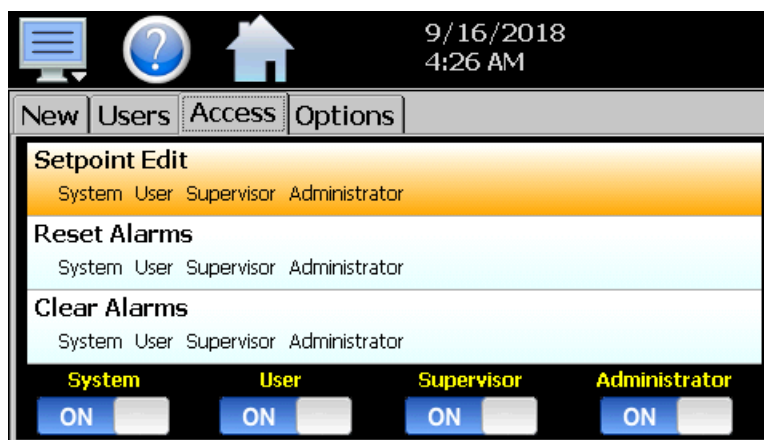 ?
9/16/2018
4:26 AM
New Users Access Options
Setpoint Edit
System User Supervisor Administrator
Reset Alarms
System User Supervisor Administrator
Clear Alarms
System User Supervisor Administrator
System User Supervisor Administrator
ON ON ON ON